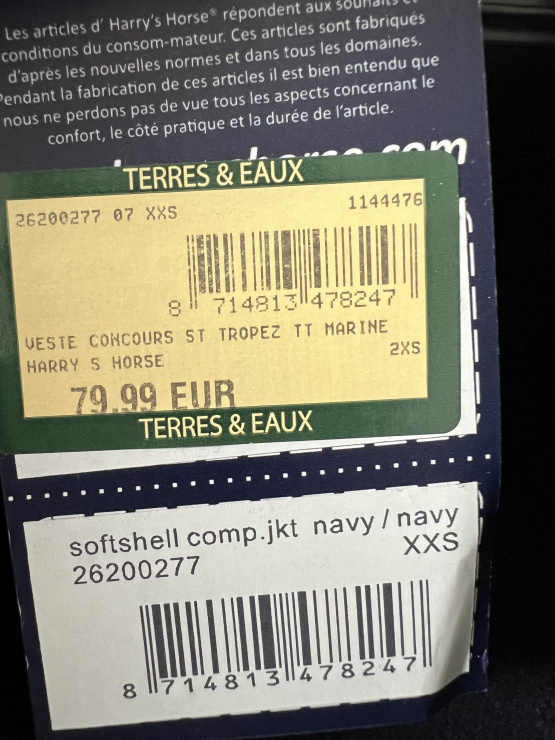 Les articles d' Harry's Horse® répondent aux souhaits et
conditions du consom-mateur. Ces articles sont fabriqués
d'après les nouvelles normes et dans tous les domaines.
Pendant la fabrication de ces articles il est bien entendu que
nous ne perdons pas de vue tous les aspects concernant le
confort, le côté pratique et la durée de l'article.
TERRES & EAUX
26200277 07 XXS 1144476
8 714813 478247
VESTE CONCOURS ST TROPEZ TT MARINE
HARRY S HORSE 2XS
79.99 EUR
TERRES & EAUX
softshell comp.jkt navy / navy
26200277 XXS
8 714813 478247